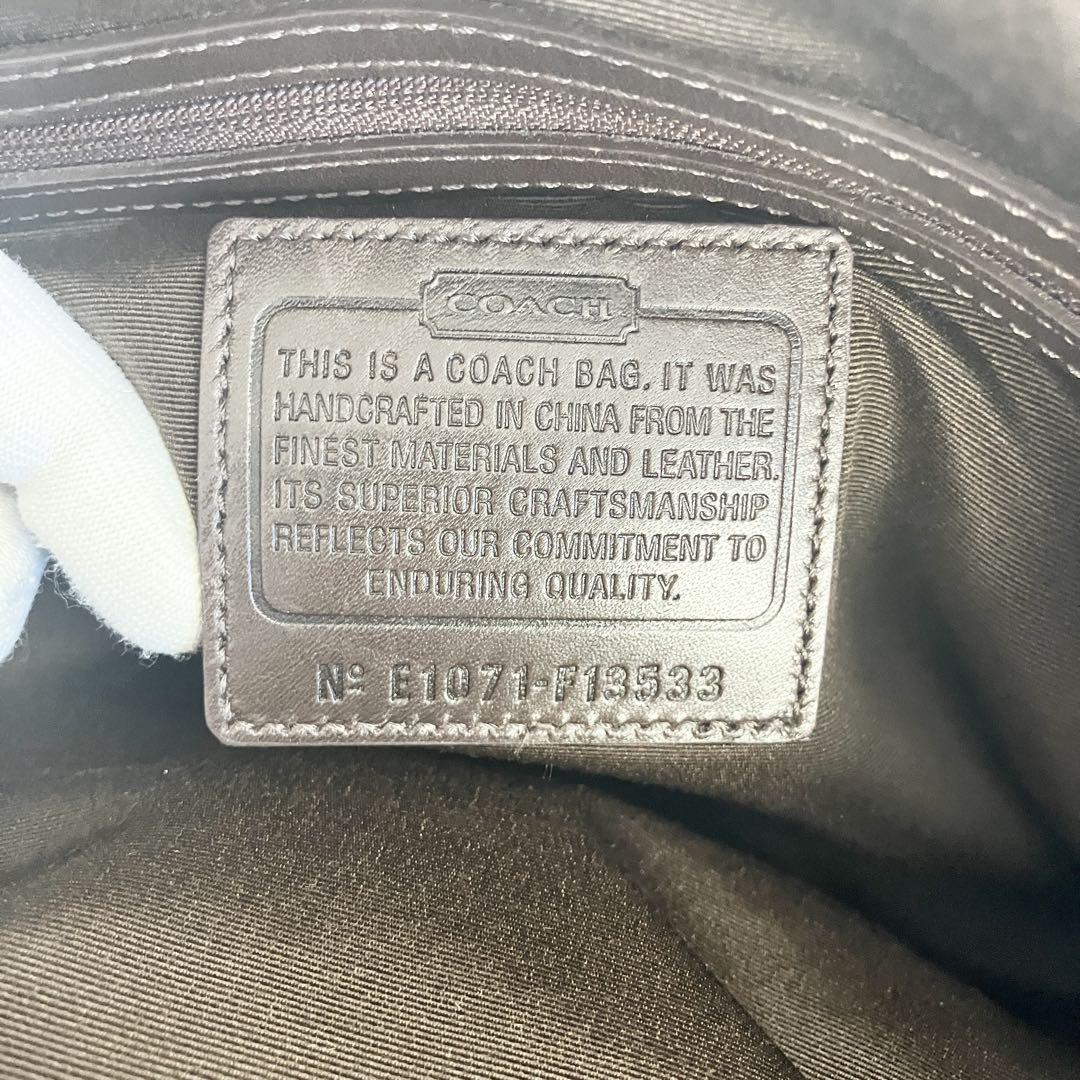 COACH
THIS IS A COACH BAG. IT WAS
HANDCRAFTED IN CHINA FROM THE
FINEST MATERIALS AND LEATHER.
ITS SUPERIOR CRAFTSMANSHIP
REFLECTS OUR COMMITMENT TO
ENDURING QUALITY.
Nº E1071-F13533